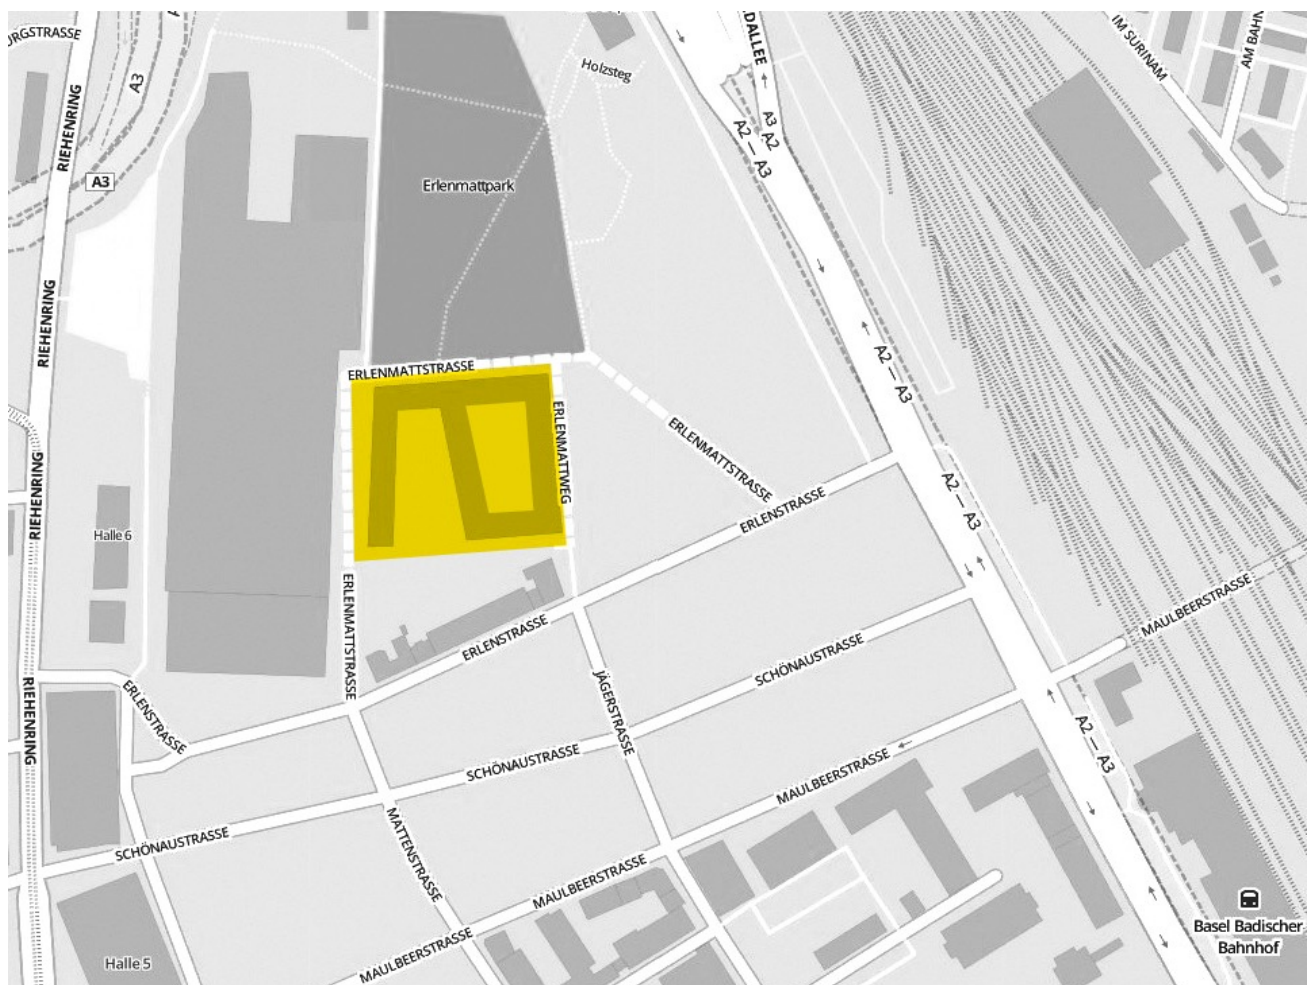 URGSTRASSE
RIEHENRING
A3
A3
RIEHENRING
RIEHENRING
RIEHENRING
Holzsteg
DALLEE
A3 A2
A2 — A3
IM SURINAM
AM BAHN
Erlenmattpark
A2 — A3
A2 — A3
A2 — A3
ERLENMATTSTRASSE
ERLENMATTWEG
ERLENMATTSTRASSE
ERLENSTRASSE
Halle 6
ERLENMATTSTRASSE
ERLENSTRASSE
ERLENSTRASSE
JÄGERSTRASSE
SCHÖNAUSTRASSE
SCHÖNAUSTRASSE
SCHÖNAUSTRASSE
MAULBEERSTRASSE
MAULBEERSTRASSE
MAULBEERSTRASSE
MAULBEERSTRASSE
MATTENSTRASSE
Halle 5
Basel Badischer
Bahnhof